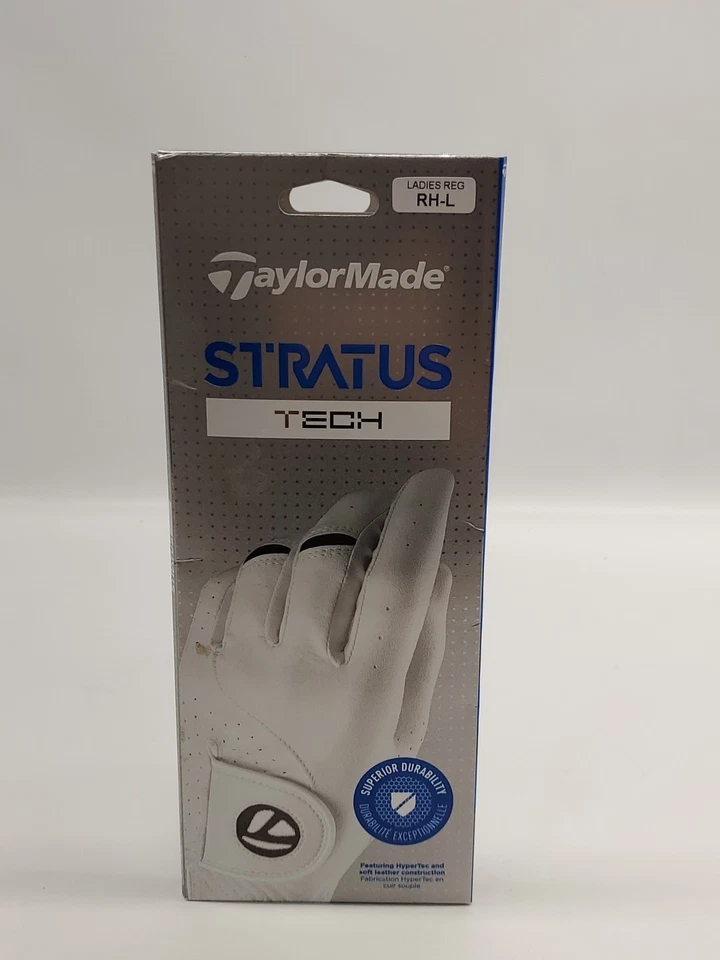 LADIES REG
RH-L
TaylorMade®
STRATUS
TECH
SUPERIOR DURABILITY
DURABILITÉ EXCEPTIONNELLE
Featuring HyperTec and
soft leather construction
Fabrication HyperTec en
cuir souple